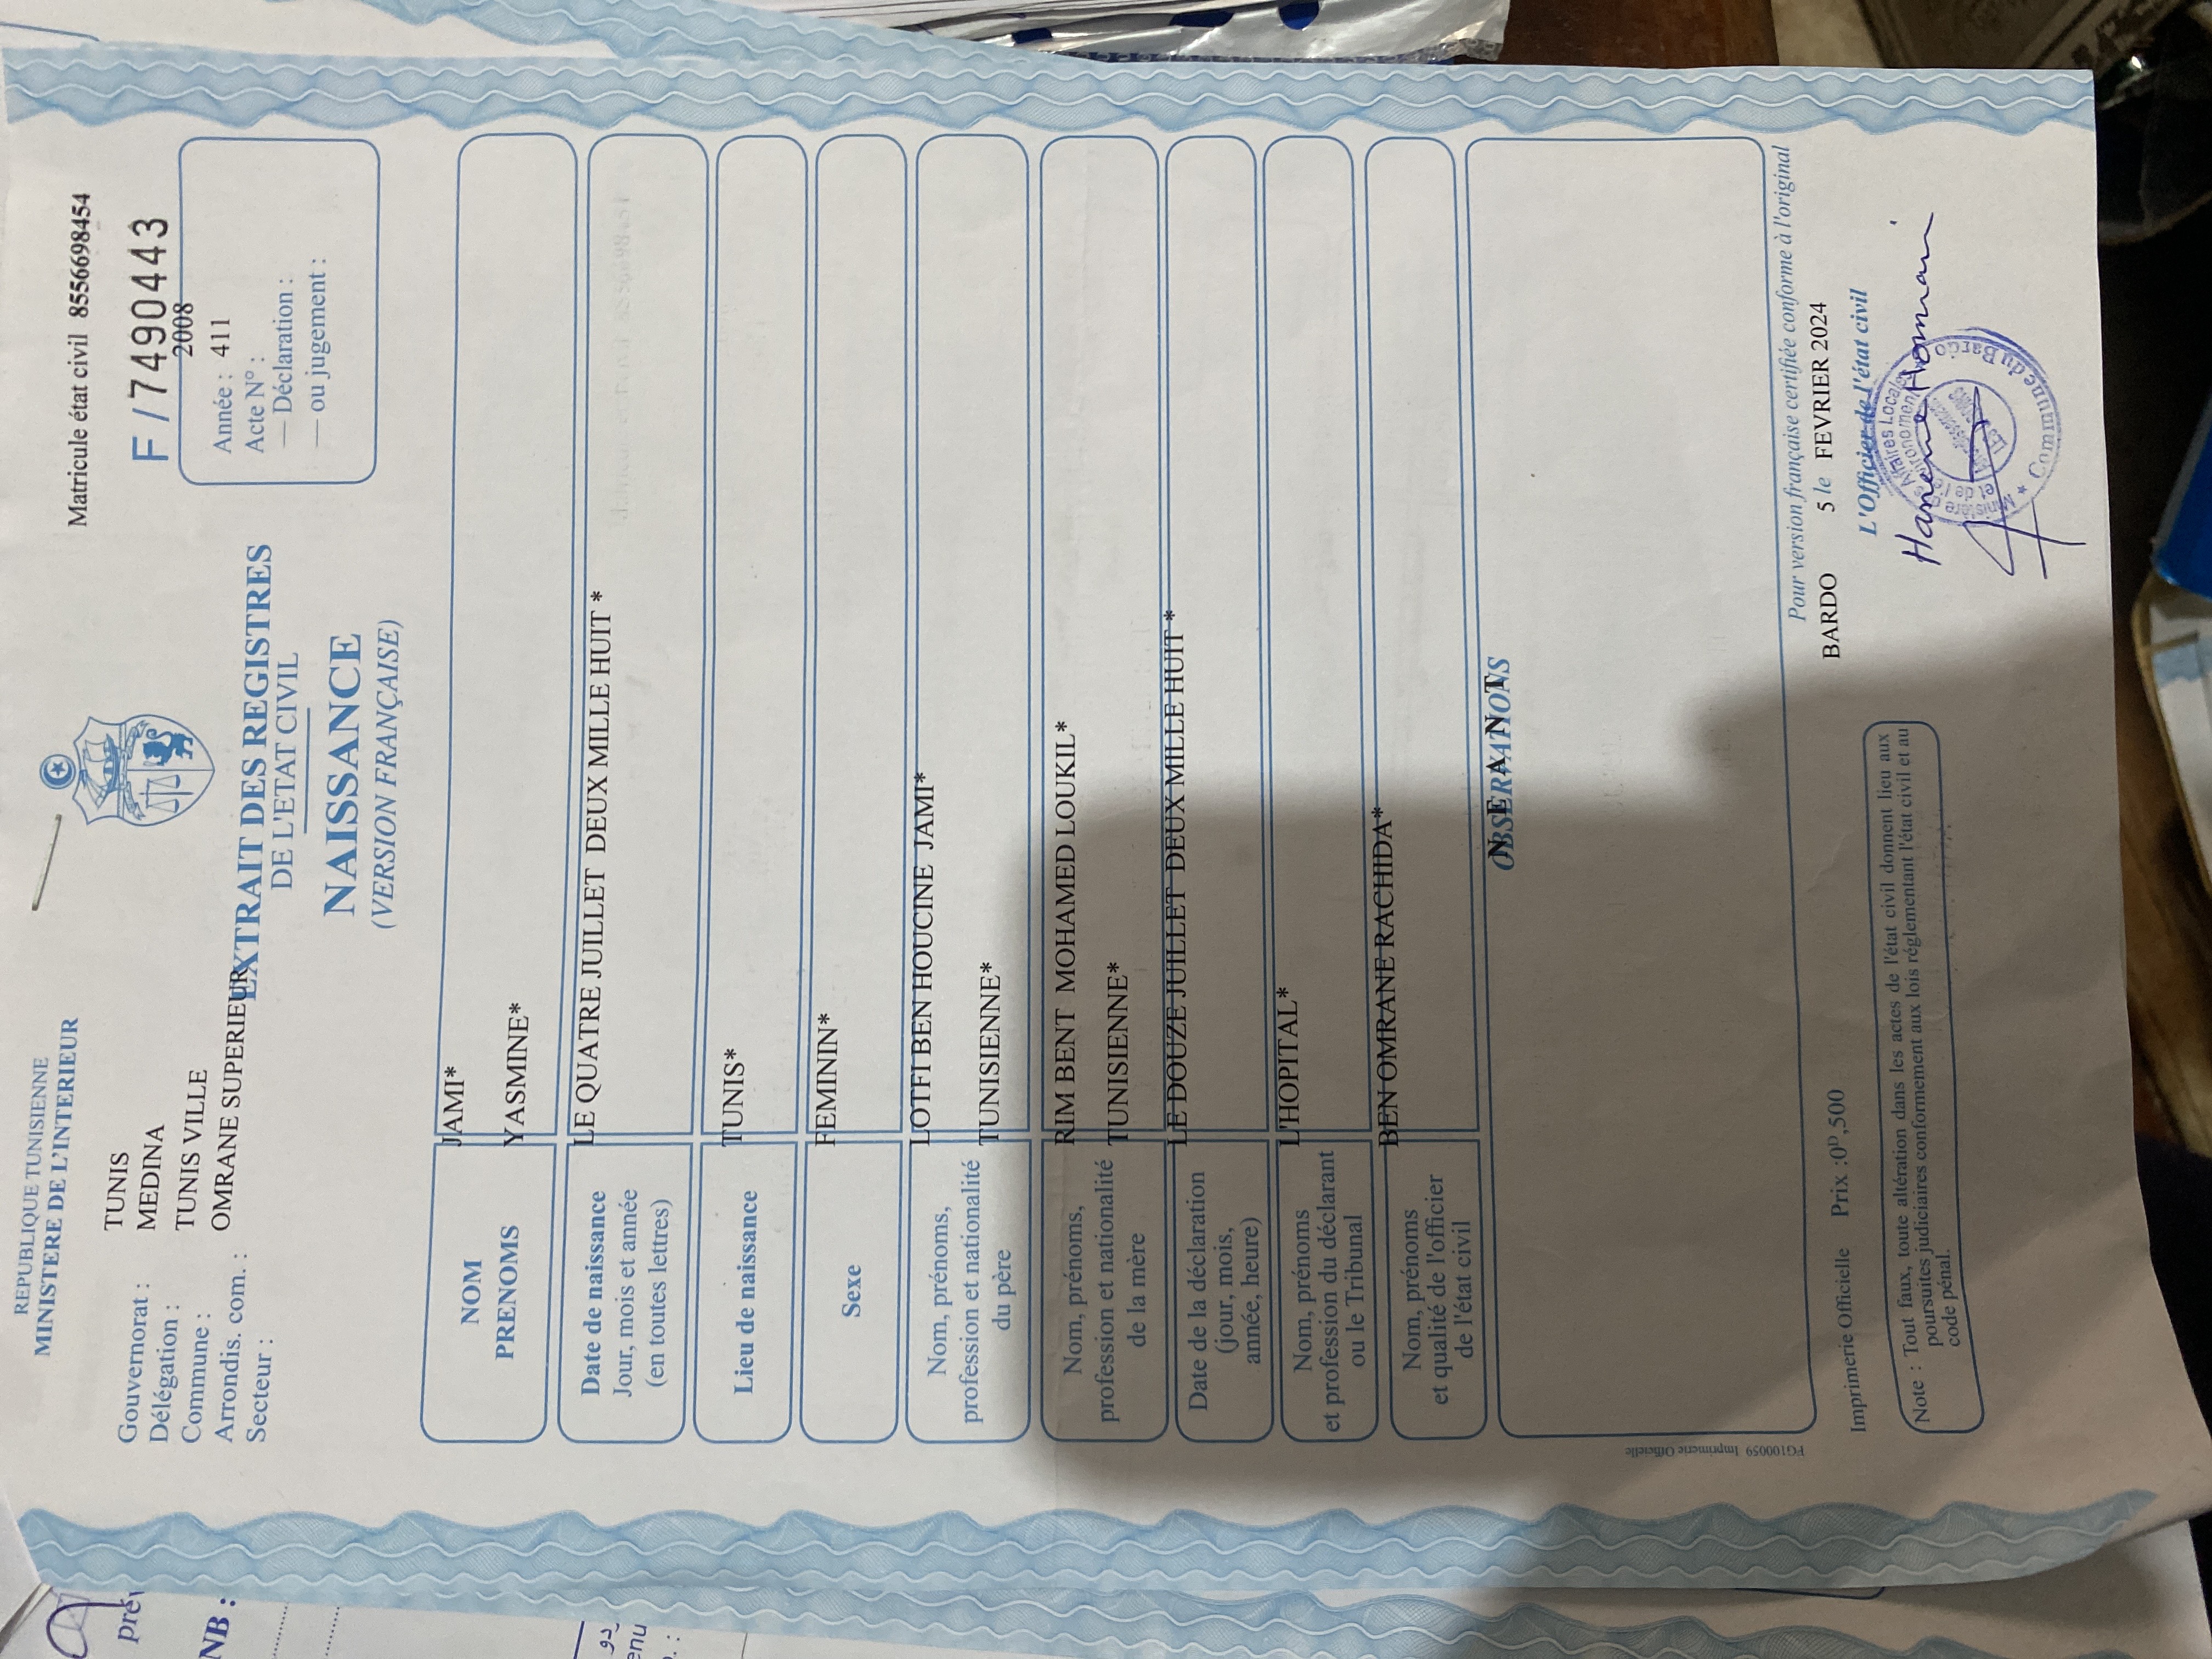 REPUBLIQUE TUNISIENNE
MINISTERE DE L'INTERIEUR
Matricule état civil 8556698454
F / 7490443
Gouvernorat : TUNIS
Délégation : MEDINA
Commune : TUNIS VILLE
Arrondis. com. : OMRANE SUPERIEUR
Secteur :
2008
Année : 411
Acte N° :
— Déclaration :
— ou jugement :
EXTRAIT DES REGISTRES
DE L'ETAT CIVIL
NAISSANCE
(VERSION FRANÇAISE)
NOM JAMI*
PRENOMS YASMINE*
Date de naissance
Jour, mois et année
(en toutes lettres)
LE QUATRE JUILLET DEUX MILLE HUIT *
Lieu de naissance TUNIS*
Sexe FEMININ*
Nom, prénoms,
profession et nationalité
du père
LOTFI BEN HOUCINE JAMI*
TUNISIENNE*
Nom, prénoms,
profession et nationalité
de la mère
RIM BENT MOHAMED LOUKIL*
TUNISIENNE*
Date de la déclaration
(jour, mois,
année, heure)
LE DOUZE JUILLET DEUX MILLE HUIT *
Nom, prénoms
et profession du déclarant
ou le Tribunal
L'HOPITAL*
Nom, prénoms
et qualité de l'officier
de l'état civil
BEN OMRANE RACHIDA*
OBSERVATIONS
N E A N T
Pour version française certifiée conforme à l'original
BARDO 5 le FEVRIER 2024
L'Officier de l'état civil
Commune du Bardo
Imprimerie Officielle Prix :0D,500
Note : Tout faux, toute altération dans les actes de l'état civil donnent lieu aux
poursuites judiciaires conformement aux lois réglementant l'état civil et au
code pénal.
FG100059 Imprimerie Officielle
NB :